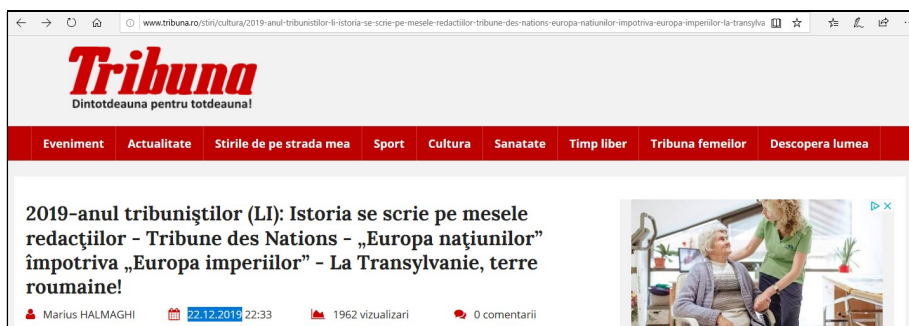 www.tribuna.ro/stiri/cultura/2019-anul-tribunistilor-li-istoria-se-scrie-pe-mesele-redactiilor-tribune-des-nations-europa-natiunilor-impotriva-europa-imperiilor-la-transylva
Tribuna
Dintotdeauna pentru totdeauna!
Eveniment Actualitate Stirile de pe strada mea Sport Cultura Sanatate Timp liber Tribuna femeilor Descopera lumea
2019-anul tribuniştilor (LI): Istoria se scrie pe mesele
redacţiilor - Tribune des Nations - „Europa naţiunilor”
împotriva „Europa imperiilor” - La Transylvanie, terre
roumaine!
Marius HALMAGHI 22.12.2019 22:33 1962 vizualizari 0 comentarii